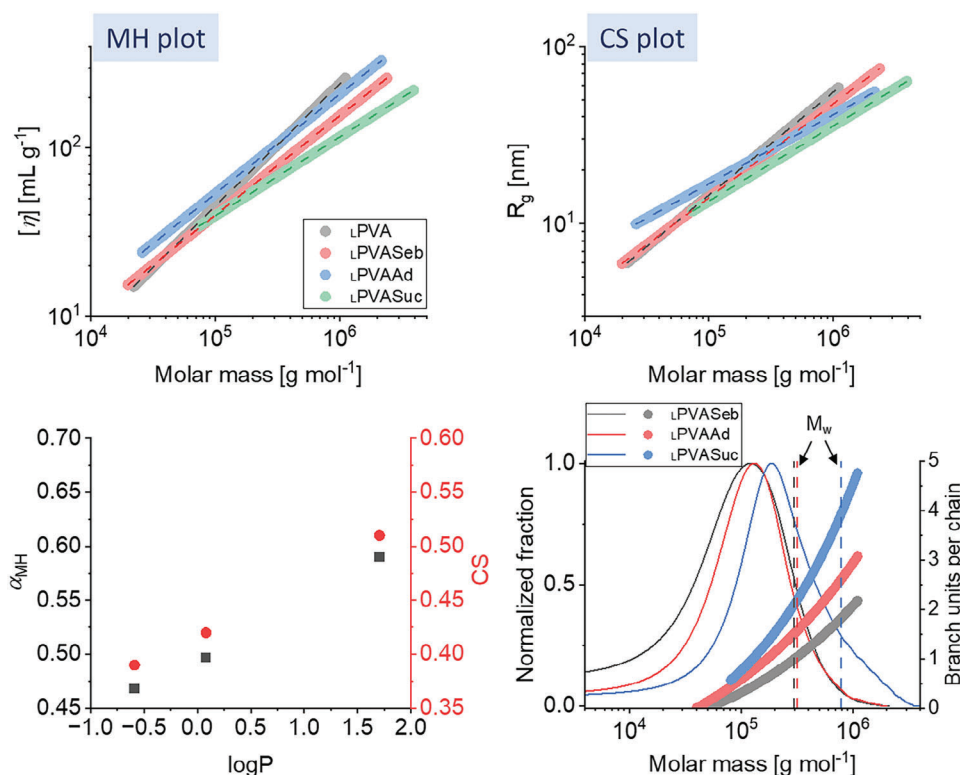 MH plot
[η] [mL g⁻¹]
10²
10¹
10⁴
10⁵
10⁶
Molar mass [g mol⁻¹]
LPVA
LPVASeb
LPVAAd
LPVASuc
CS plot
Rg [nm]
10²
10¹
10⁴
10⁵
10⁶
Molar mass [g mol⁻¹]
αMH
0.70
0.65
0.60
0.55
0.50
0.45
−1.0
−0.5
0.0
0.5
1.0
1.5
2.0
logP
0.60
0.55
0.50
0.45
0.40
0.35
CS
LPVASeb
LPVAAd
LPVASuc
Mw
Normalized fraction
1.0
0.5
0.0
10⁴
10⁵
10⁶
Molar mass [g mol⁻¹]
5
4
3
2
1
0
Branch units per chain